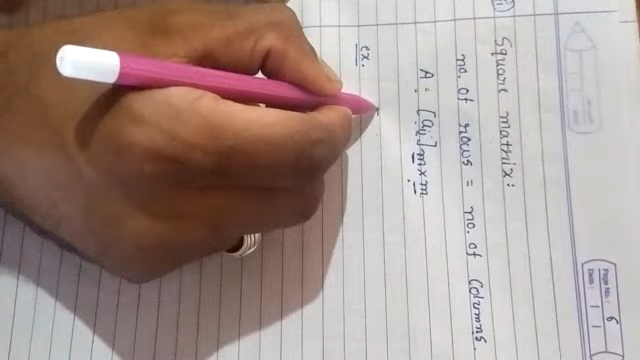 Page No. 6
Date
Square matrix:
no. of rows = no. of Columns.
A = [aij]m×m
ex.